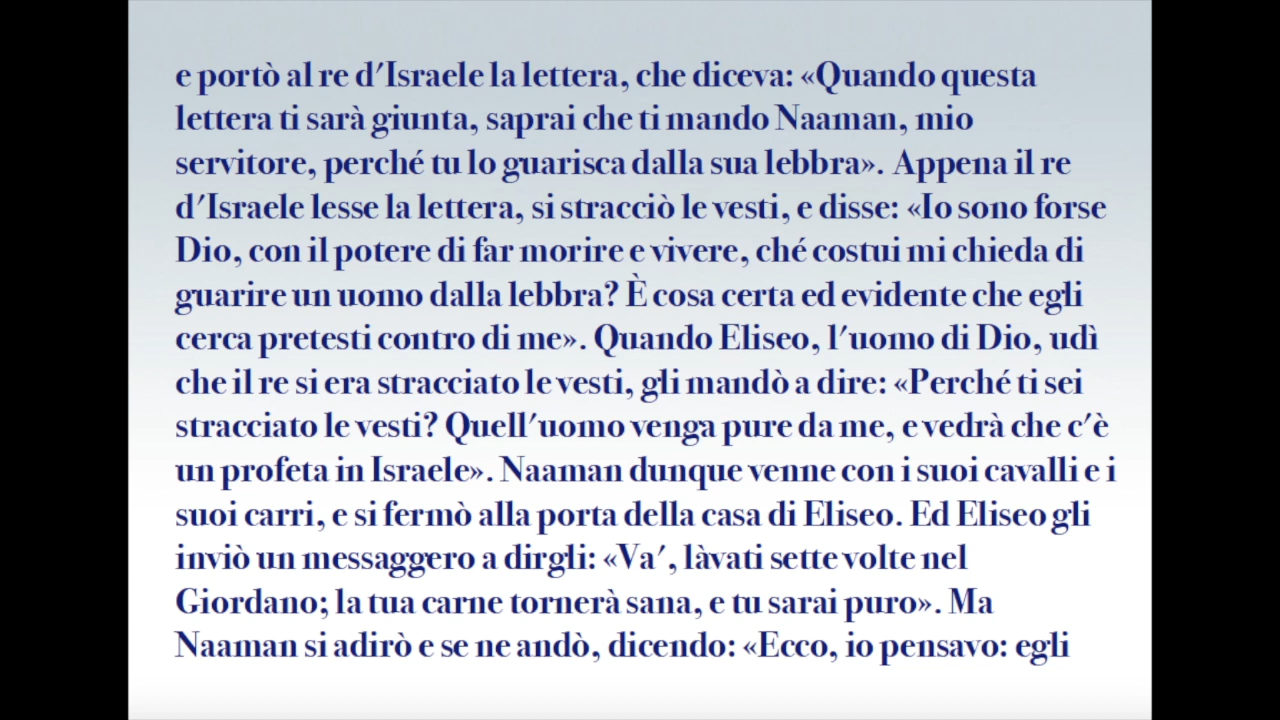 e portò al re d'Israele la lettera, che diceva: «Quando questa
lettera ti sarà giunta, saprai che ti mando Naaman, mio
servitore, perché tu lo guarisca dalla sua lebbra». Appena il re
d'Israele lesse la lettera, si stracciò le vesti, e disse: «Io sono forse
Dio, con il potere di far morire e vivere, ché costui mi chieda di
guarire un uomo dalla lebbra? È cosa certa ed evidente che egli
cerca pretesti contro di me». Quando Eliseo, l'uomo di Dio, udì
che il re si era stracciato le vesti, gli mandò a dire: «Perché ti sei
stracciato le vesti? Quell'uomo venga pure da me, e vedrà che c'è
un profeta in Israele». Naaman dunque venne con i suoi cavalli e i
suoi carri, e si fermò alla porta della casa di Eliseo. Ed Eliseo gli
inviò un messaggero a dirgli: «Va', làvati sette volte nel
Giordano; la tua carne tornerà sana, e tu sarai puro». Ma
Naaman si adirò e se ne andò, dicendo: «Ecco, io pensavo: egli